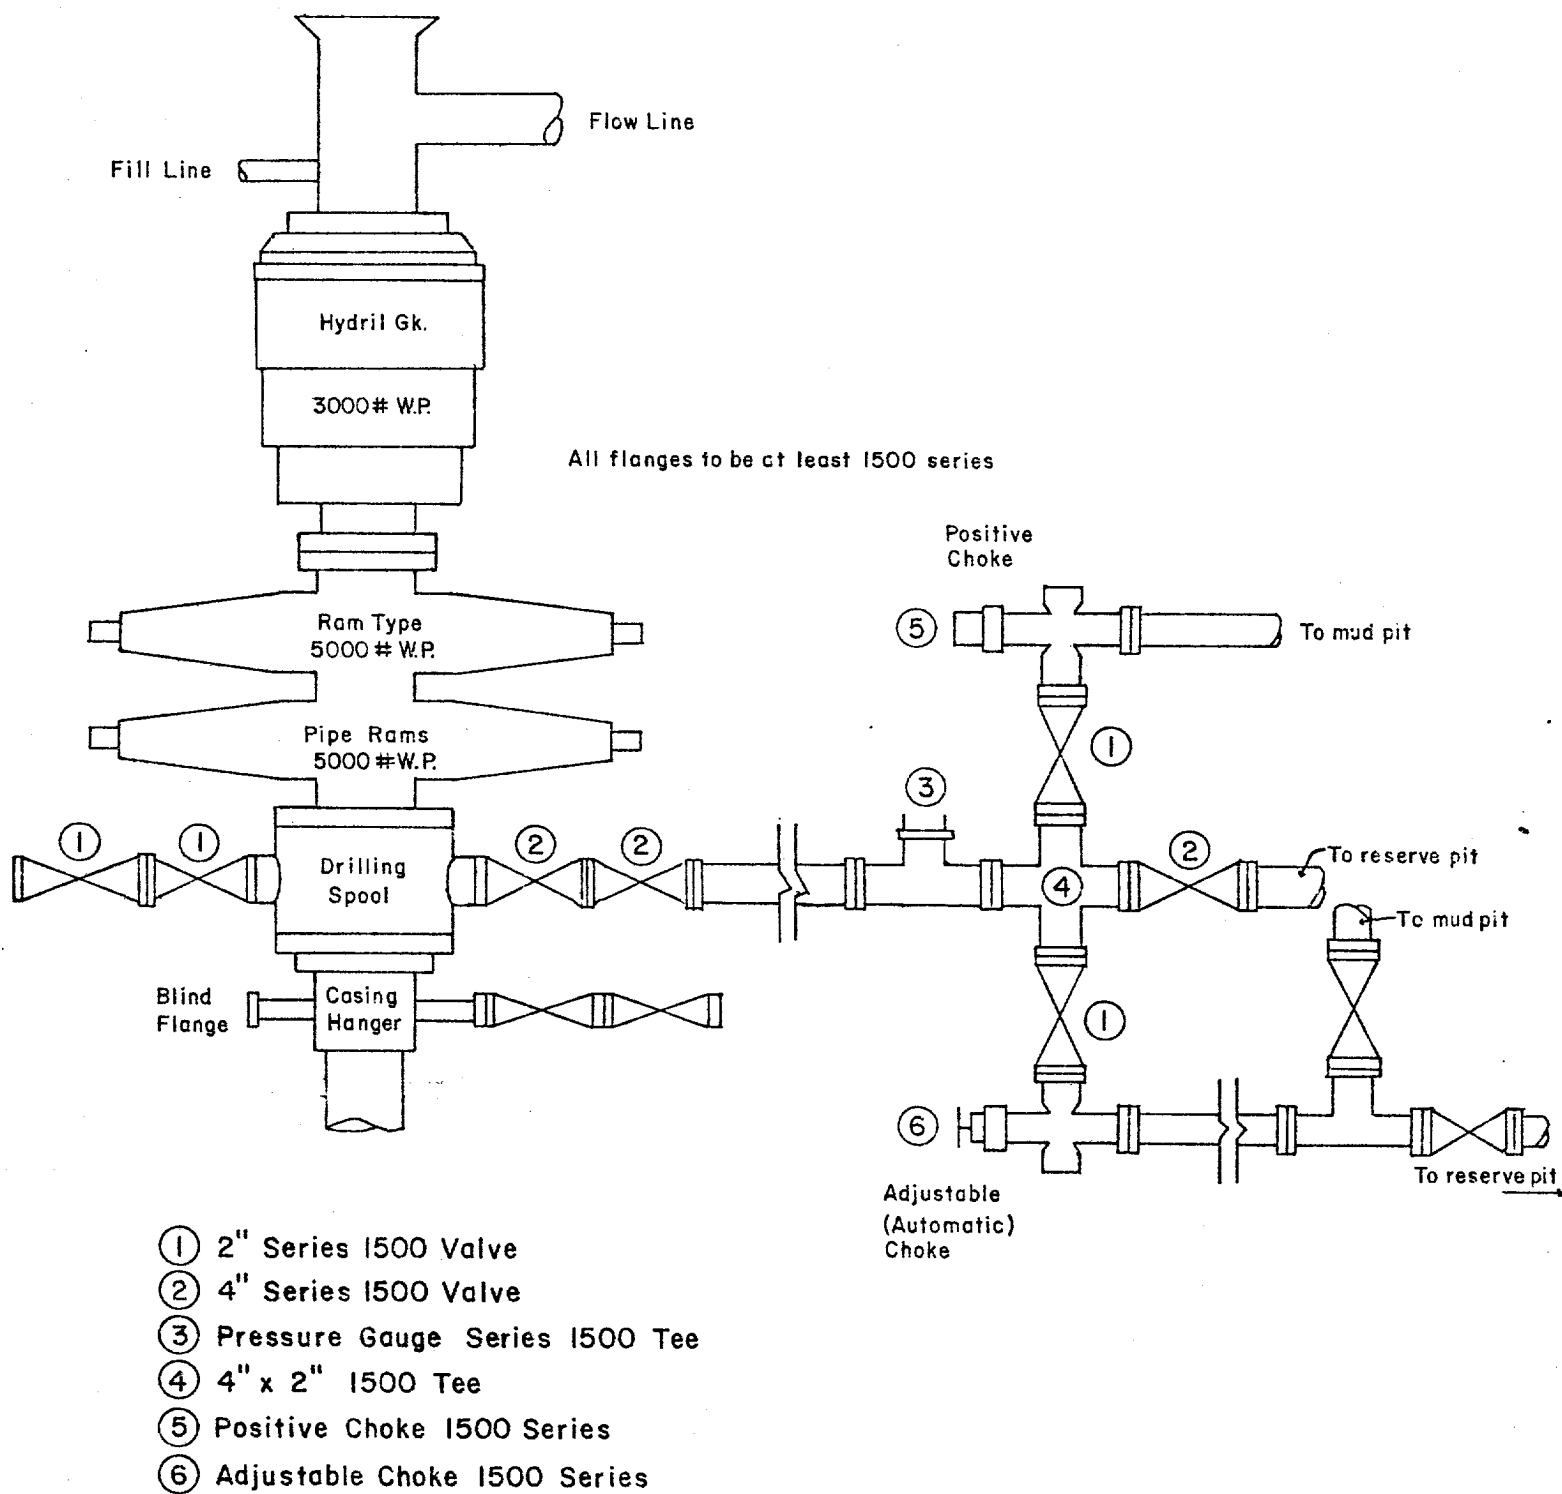 Flow Line
Fill Line
Hydril Gk.
3000# W.P.
All flanges to be at least 1500 series
Positive
Choke
Ram Type
5000 # W.P.
5
To mud pit
Pipe Rams
5000 # W.P.
1
3
1
1
2
2
2
Drilling
Spool
4
To reserve pit
To mud pit
Blind
Flange
Casing
Hanger
1
6
To reserve pit
Adjustable
(Automatic)
Choke
1 2" Series 1500 Valve
2 4" Series 1500 Valve
3 Pressure Gauge Series 1500 Tee
4 4" x 2" 1500 Tee
5 Positive Choke 1500 Series
6 Adjustable Choke 1500 Series